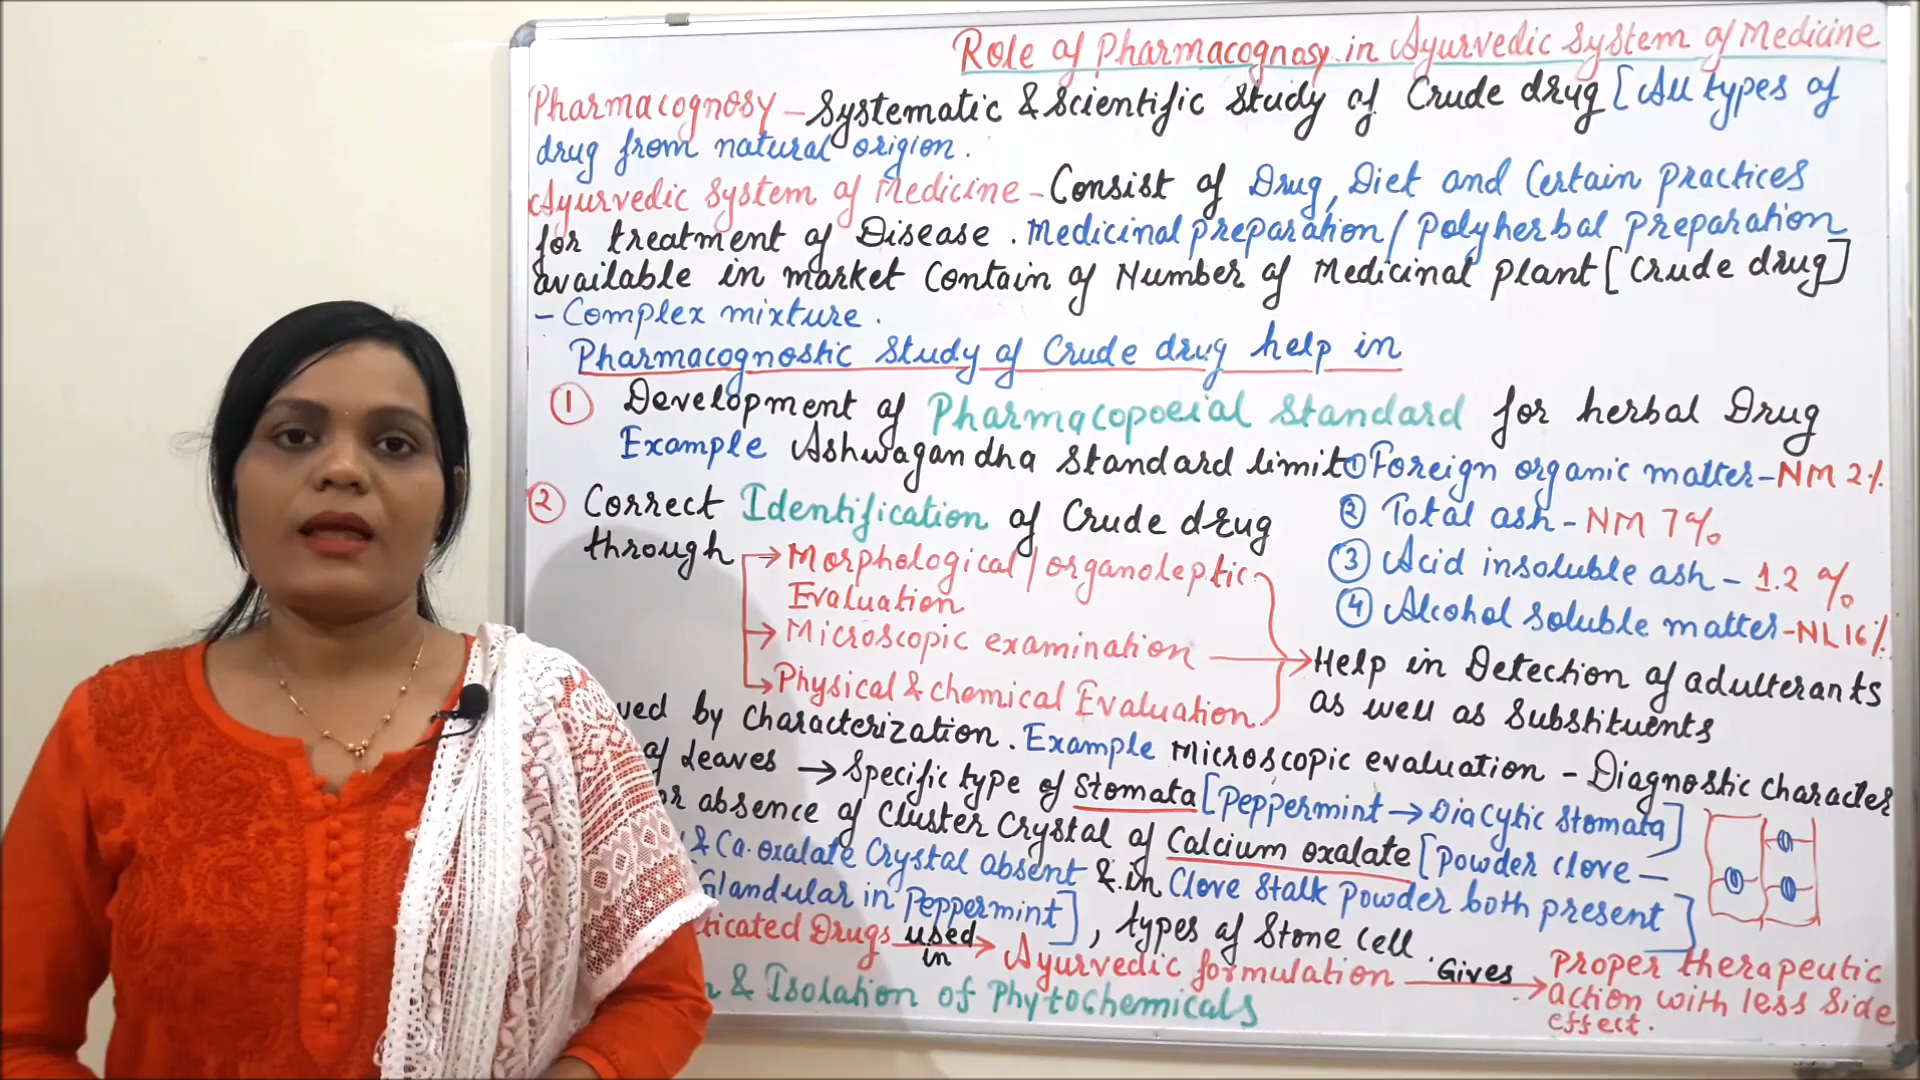 Role of Pharmacognosy in Ayurvedic System of Medicine
Pharmacognosy - Systematic & Scientific Study of Crude drug [All types of
drug from natural origion.
Ayurvedic System of Medicine - Consist of Drug, Diet and Certain practices
for treatment of Disease. Medicinal preparation / Polyherbal preparation
available in market Contain of Number of Medicinal plant [Crude drug]
- Complex mixture.
Pharmacognostic Study of Crude drug help in
① Development of Pharmacopoeial Standard for herbal Drug
Example Ashwagandha Standard limit ① Foreign organic matter - NM 2%
② Total ash - NM 7%
③ Acid insoluble ash - 1.2%
④ Alcohol soluble matter - NL 16%
② Correct Identification of Crude drug
through → Morphological / organoleptic
Evaluation
→ Microscopic examination
→ Physical & chemical Evaluation
→ Help in Detection of adulterants
as well as Substituents
ved by characterization. Example Microscopic evaluation - Diagnostic character
of Leaves → Specific type of Stomata [Peppermint → Diacytic Stomata]
or absence of Cluster Crystal of Calcium oxalate [Powder clove -
& Ca. oxalate Crystal absent & in Clove Stalk Powder both present]
Glandular in Peppermint], types of Stone cell.
ticated Drugs used in → Ayurvedic formulation Gives → Proper therapeutic
action with less side
effect.
n & Isolation of Phytochemicals